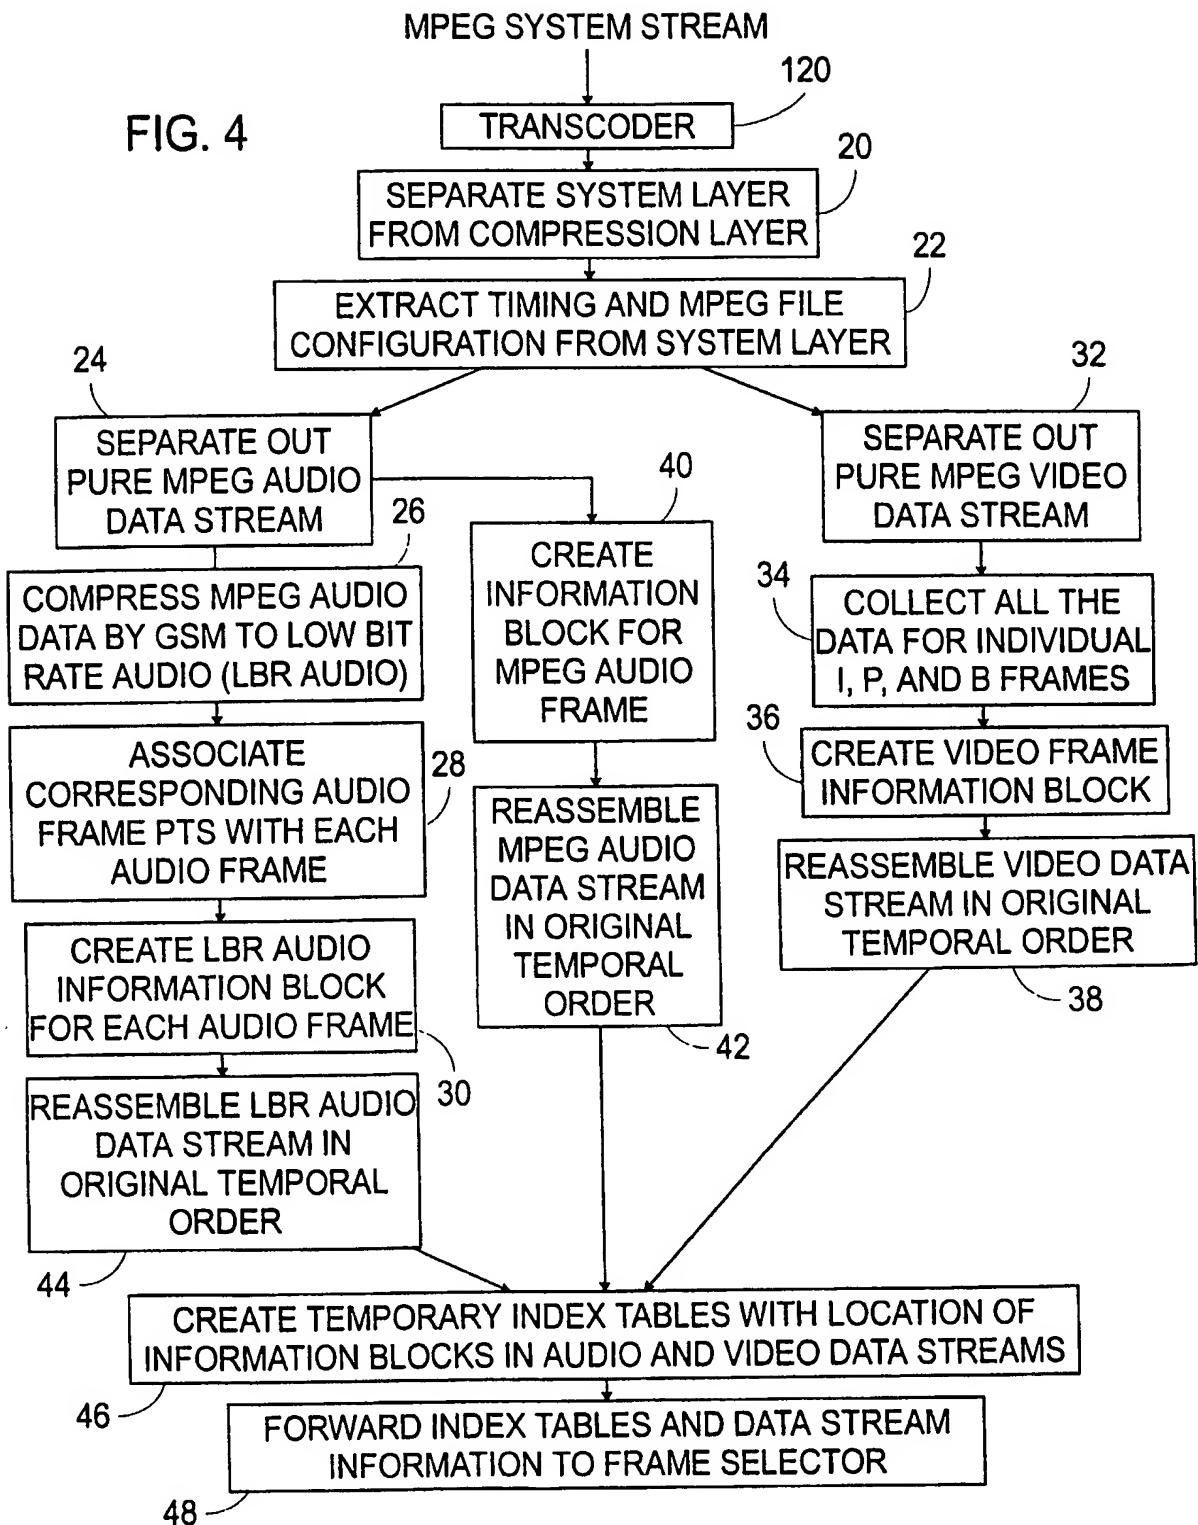 MPEG SYSTEM STREAM
120
FIG. 4
TRANSCODER
20
SEPARATE SYSTEM LAYER
FROM COMPRESSION LAYER
22
EXTRACT TIMING AND MPEG FILE
CONFIGURATION FROM SYSTEM LAYER
24
SEPARATE OUT
PURE MPEG AUDIO
DATA STREAM
26
COMPRESS MPEG AUDIO
DATA BY GSM TO LOW BIT
RATE AUDIO (LBR AUDIO)
ASSOCIATE
CORRESPONDING AUDIO
FRAME PTS WITH EACH
AUDIO FRAME
28
CREATE LBR AUDIO
INFORMATION BLOCK
FOR EACH AUDIO FRAME
30
REASSEMBLE LBR AUDIO
DATA STREAM IN
ORIGINAL TEMPORAL
ORDER
44
40
CREATE
INFORMATION
BLOCK FOR
MPEG AUDIO
FRAME
REASSEMBLE
MPEG AUDIO
DATA STREAM
IN ORIGINAL
TEMPORAL
ORDER
42
32
SEPARATE OUT
PURE MPEG VIDEO
DATA STREAM
34
COLLECT ALL THE
DATA FOR INDIVIDUAL
I, P, AND B FRAMES
36
CREATE VIDEO FRAME
INFORMATION BLOCK
REASSEMBLE VIDEO DATA
STREAM IN ORIGINAL
TEMPORAL ORDER
38
CREATE TEMPORARY INDEX TABLES WITH LOCATION OF
INFORMATION BLOCKS IN AUDIO AND VIDEO DATA STREAMS
46
FORWARD INDEX TABLES AND DATA STREAM
INFORMATION TO FRAME SELECTOR
48